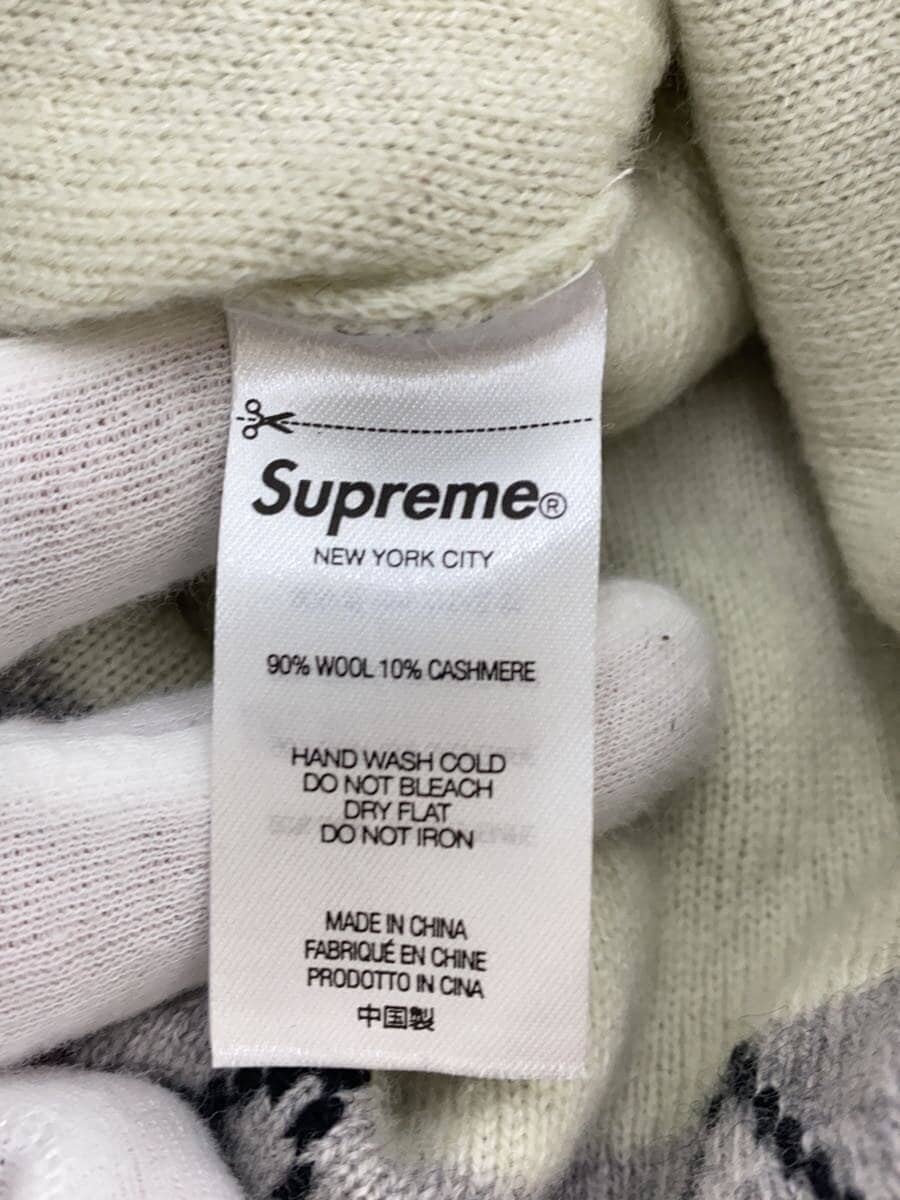 Supreme®
NEW YORK CITY
90% WOOL 10% CASHMERE
HAND WASH COLD
DO NOT BLEACH
DRY FLAT
DO NOT IRON
MADE IN CHINA
FABRIQUÉ EN CHINE
PRODOTTO IN CINA
中国製